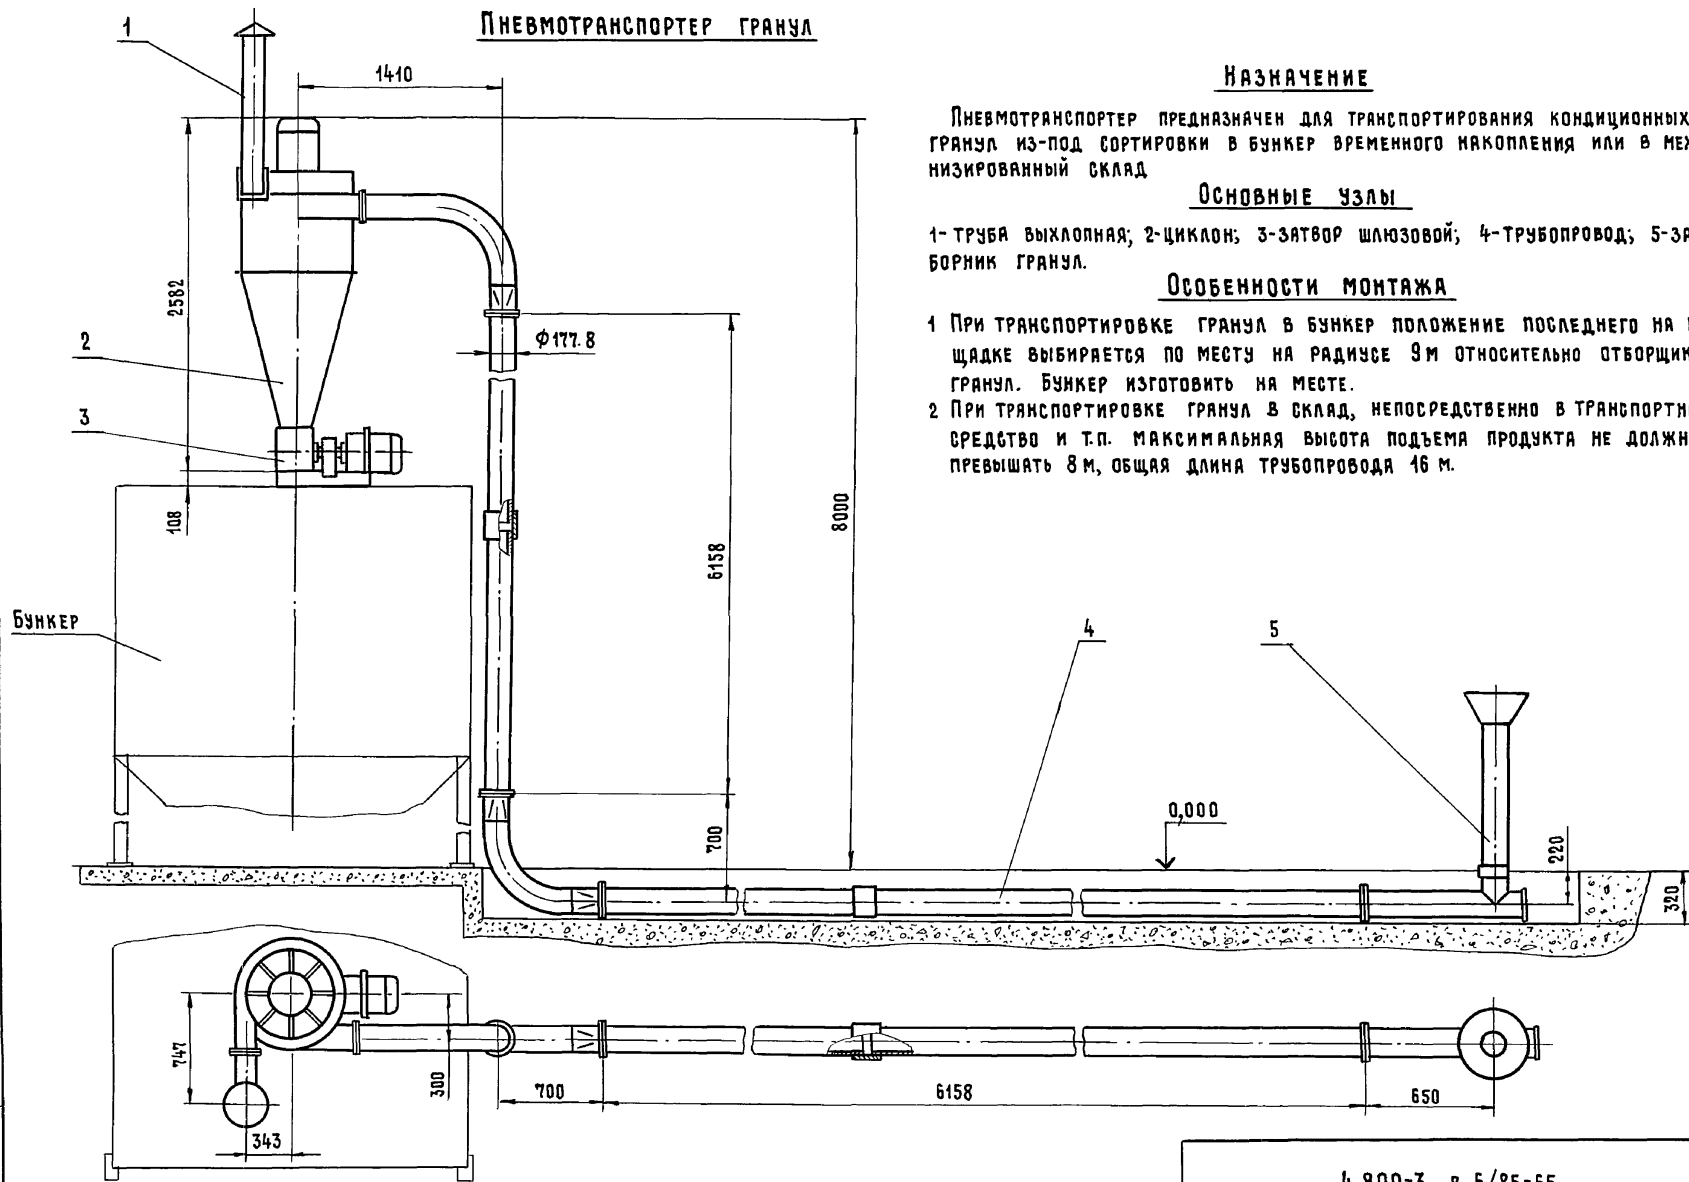 Пневмотранспортер гранул
Назначение
Пневмотранспортер предназначен для транспортирования кондиционных
гранул из-под сортировки в бункер временного накопления или в мех
низированный склад
Основные узлы
1- труба выхлопная; 2-циклон; 3-затвор шлюзовой; 4-трубопровод; 5-за
борник гранул.
Особенности монтажа
1 При транспортировке гранул в бункер положение последнего на
щадке выбирается по месту на радиусе 9м относительно отборщик
гранул. Бункер изготовить на месте.
2 При транспортировке гранул в склад, непосредственно в транспортн
средство и т.п. максимальная высота подъема продукта не должн
превышать 8 м, общая длина трубопровода 16 м.
1
1410
2582
2
ф177.8
3
108
8000
6158
Бункер
4
5
0,000
700
220
320
747
300
343
700
6158
650